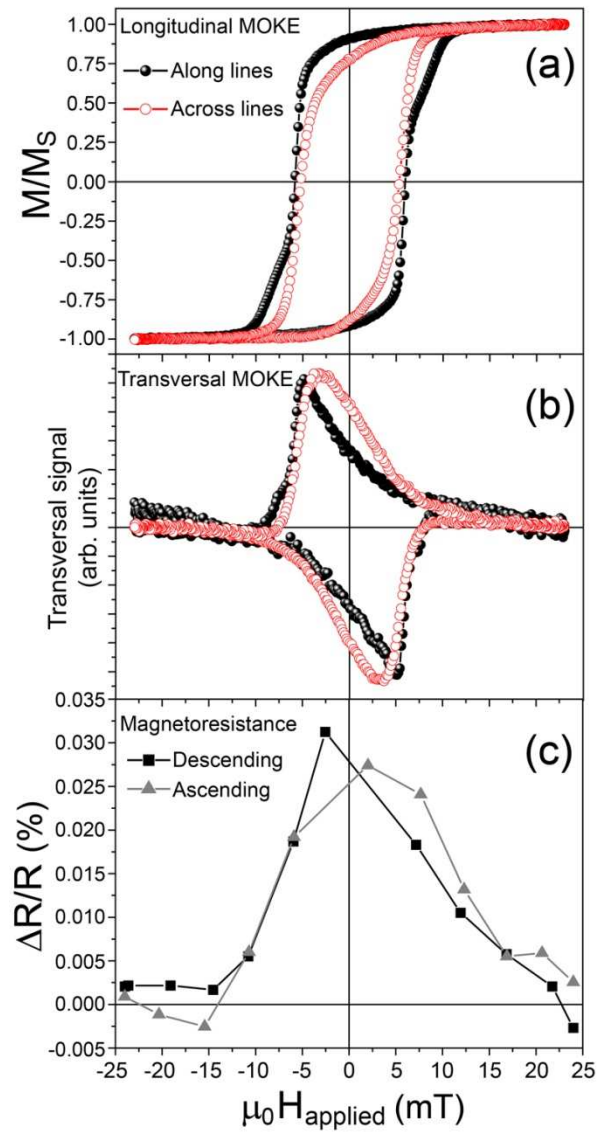 1.00
Longitudinal MOKE
(a)
0.75
Along lines
0.50
Across lines
0.25
M/M_S
0.00
-0.25
-0.50
-0.75
-1.00
Transversal MOKE
(b)
Transversal signal
(arb. units)
0.035
Magnetoresistance
(c)
0.030
Descending
0.025
Ascending
0.020
ΔR/R (%)
0.015
0.010
0.005
0.000
-0.005
-25 -20 -15 -10 -5 0 5 10 15 20 25
μ₀H_applied (mT)